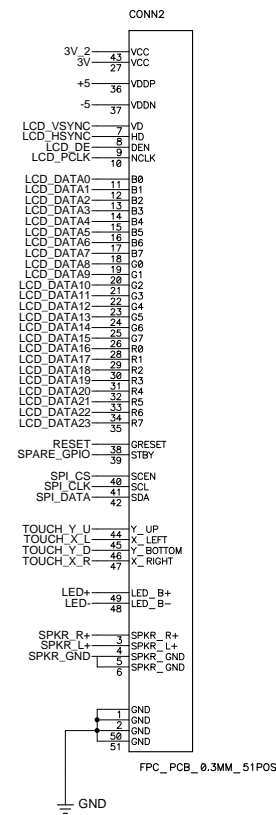 CONN2
3V_2 43 VCC
3V 27 VCC
+5 36 VDDP
-5 37 VDDN
LCD_VSYNC 7 VD
LCD_HSYNC 8 HD
LCD_DE 9 DEN
LCD_PCLK 10 NCLK
LCD_DATA0 11 B0
LCD_DATA1 12 B1
LCD_DATA2 13 B2
LCD_DATA3 14 B3
LCD_DATA4 15 B4
LCD_DATA5 16 B5
LCD_DATA6 17 B6
LCD_DATA7 18 B7
LCD_DATA8 19 G0
LCD_DATA9 20 G1
LCD_DATA10 21 G2
LCD_DATA11 22 G3
LCD_DATA12 23 G4
LCD_DATA13 24 G5
LCD_DATA14 25 G6
LCD_DATA15 26 G7
LCD_DATA16 28 R0
LCD_DATA17 29 R1
LCD_DATA18 30 R2
LCD_DATA19 31 R3
LCD_DATA20 32 R4
LCD_DATA21 33 R5
LCD_DATA22 34 R6
LCD_DATA23 35 R7
RESET 38 GRESET
SPARE_GPIO 39 STBY
SPI_CS 40 SCEN
SPI_CLK 41 SCL
SPI_DATA 42 SDA
TOUCH_Y_U 44 Y_UP
TOUCH_X_L 45 X_LEFT
TOUCH_Y_D 46 Y_BOTTOM
TOUCH_X_R 47 X_RIGHT
LED+ 49 LED_B+
LED- 48 LED_B-
SPKR_R+ 3 SPKR_R+
SPKR_L+ 4 SPKR_L+
SPKR_GND 5 SPKR_GND
6 SPKR_GND
1 GND
2 GND
50 GND
51 GND
FPC_PCB_0.3MM_51POS
GND